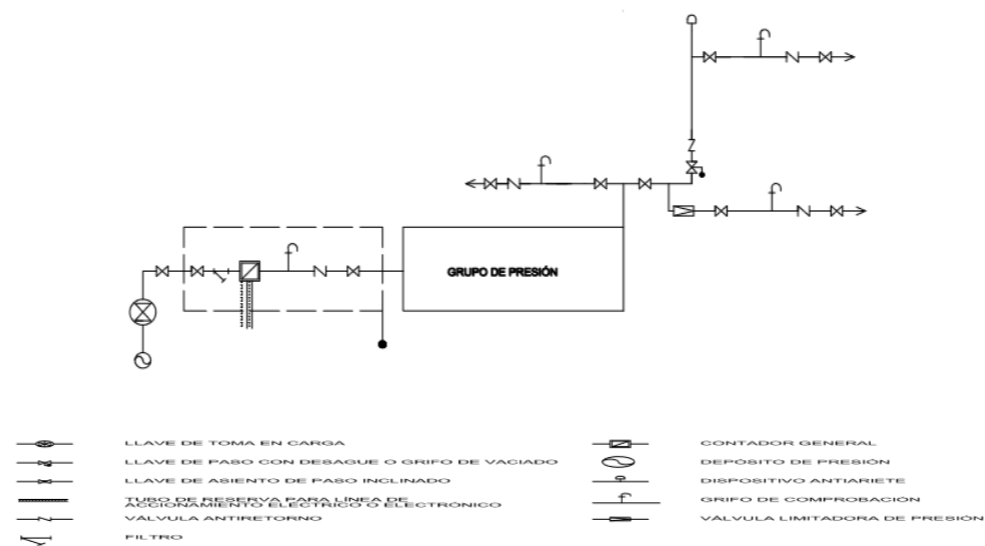 GRUPO DE PRESIÓN
LLAVE DE TOMA EN CARGA
LLAVE DE PASO CON DESAGUE O GRIFO DE VACIADO
LLAVE DE ASIENTO DE PASO INCLINADO
TUBO DE RESERVA PARA LÍNEA DE
ACCIONAMIENTO ELÉCTRICO O ELECTRÓNICO
VÁLVULA ANTIRETORNO
FILTRO
CONTADOR GENERAL
DEPÓSITO DE PRESIÓN
DISPOSITIVO ANTIARIETE
GRIFO DE COMPROBACIÓN
VÁLVULA LIMITADORA DE PRESIÓN